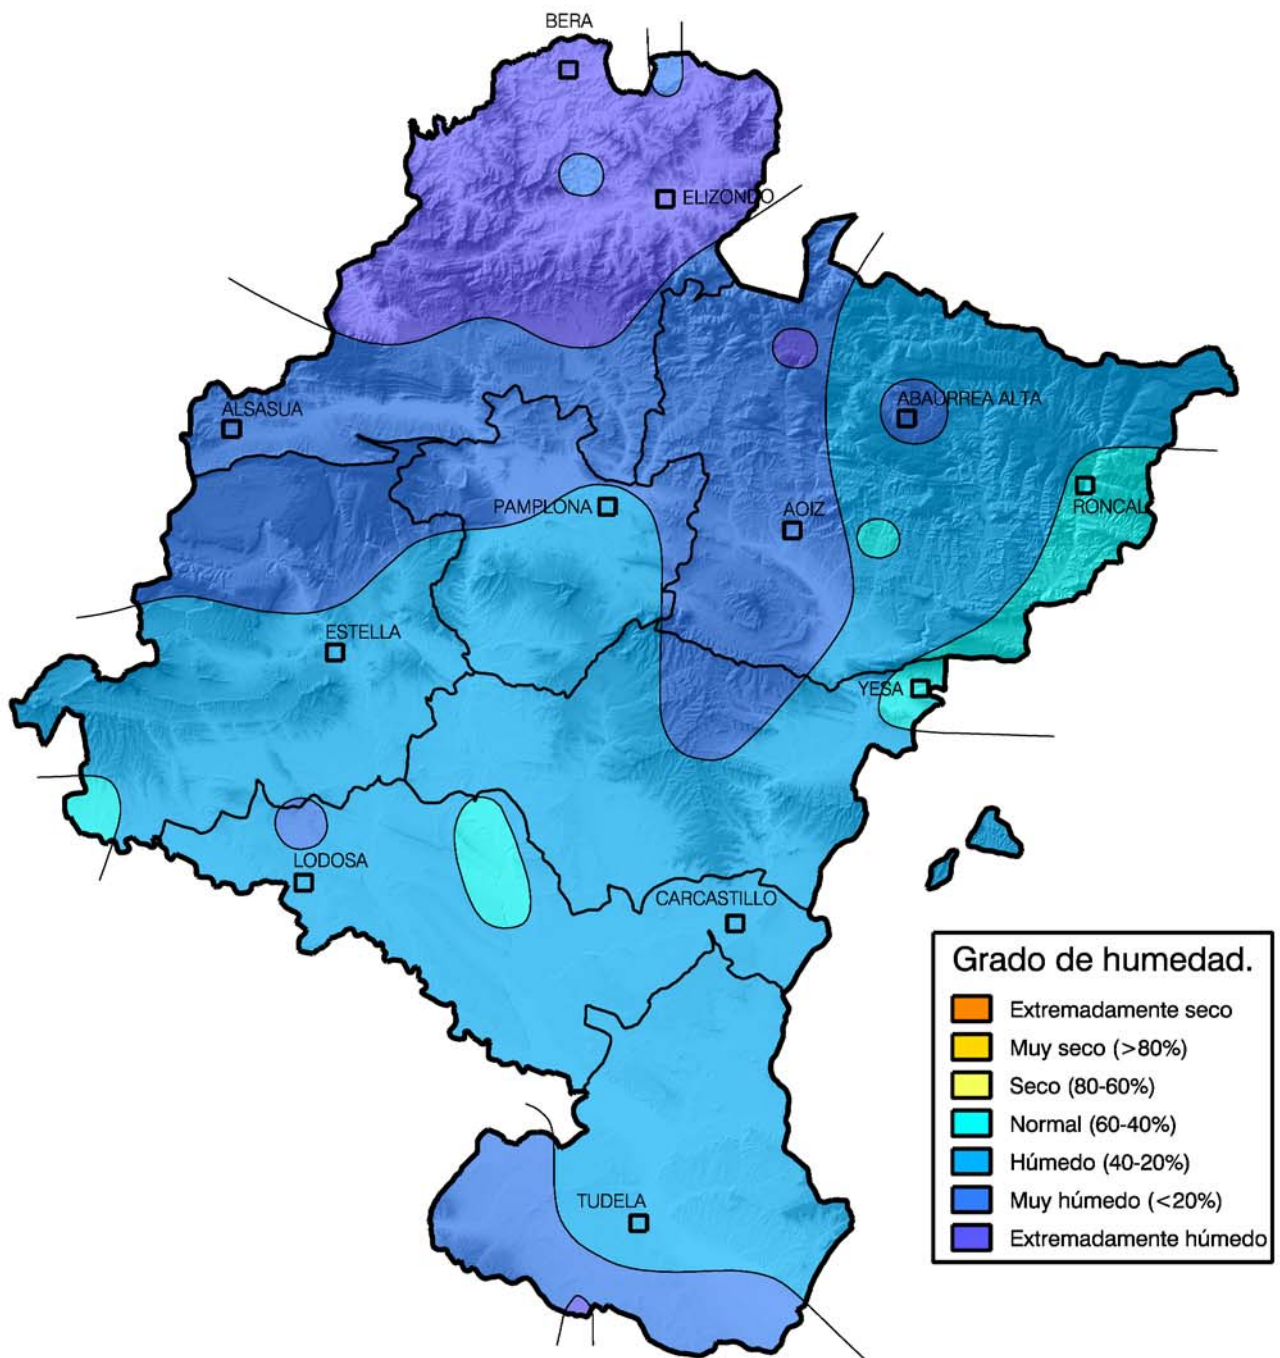 BERA
ELIZONDO
ALSASUA
ABAURREA ALTA
PAMPLONA
AOIZ
RONCAL
ESTELLA
YESA
LODOSA
CARCASTILLO
TUDELA
Grado de humedad.
Extremadamente seco
Muy seco (>80%)
Seco (80-60%)
Normal (60-40%)
Húmedo (40-20%)
Muy húmedo (<20%)
Extremadamente húmedo